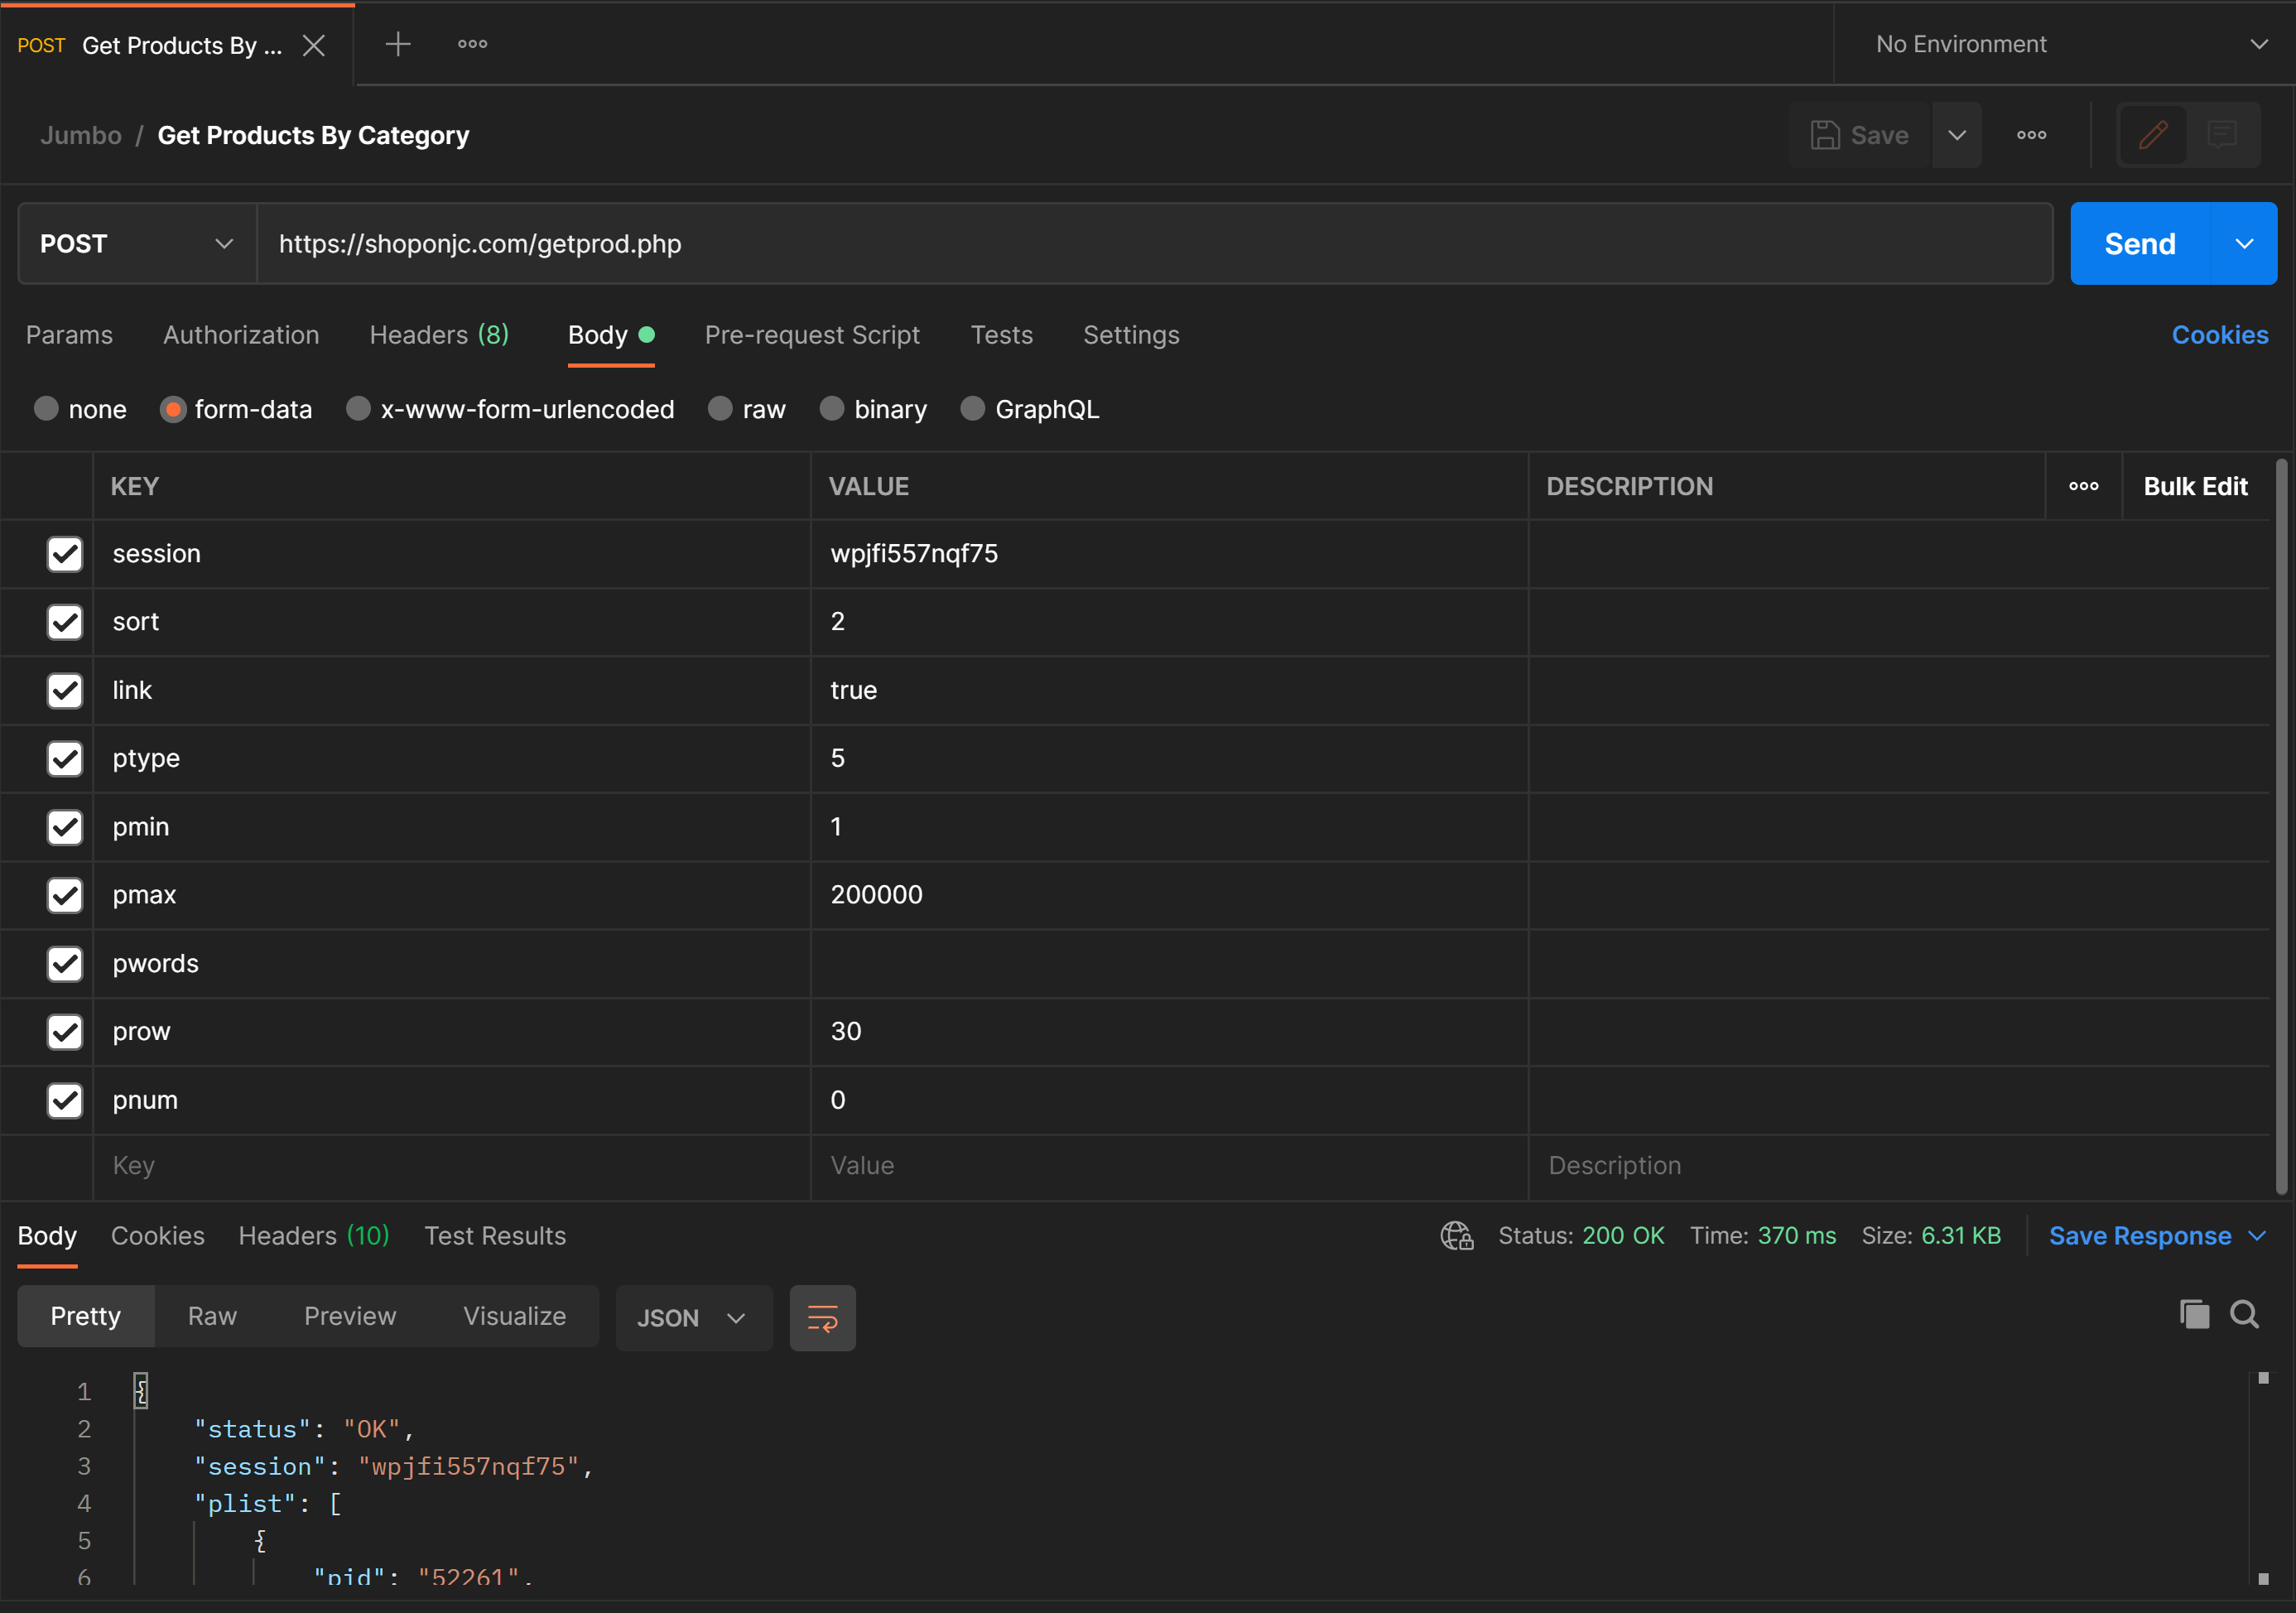 POST Get Products By ... No Environment
Jumbo / Get Products By Category Save
POST https://shoponjc.com/getprod.php Send
Params Authorization Headers (8) Body Pre-request Script Tests Settings Cookies
none form-data x-www-form-urlencoded raw binary GraphQL
KEY VALUE DESCRIPTION Bulk Edit
session wpjfi557nqf75
sort 2
link true
ptype 5
pmin 1
pmax 200000
pwords
prow 30
pnum 0
Key Value Description
Body Cookies Headers (10) Test Results Status: 200 OK Time: 370 ms Size: 6.31 KB Save Response
Pretty Raw Preview Visualize JSON
1 {
2 "status": "OK",
3 "session": "wpjfi557nqf75",
4 "plist": [
5 {
6 "pid": "52261",